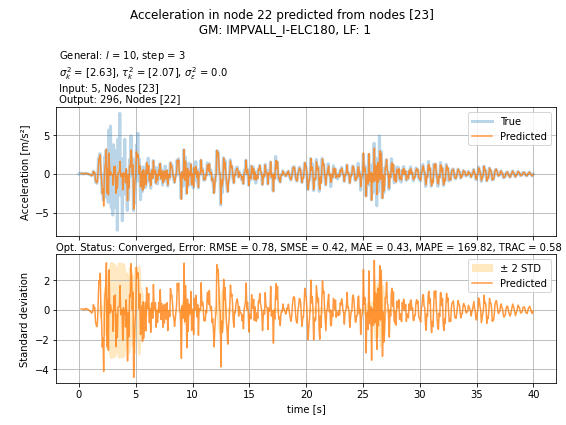 Acceleration in node 22 predicted from nodes [23]
GM: IMPVALL_I-ELC180, LF: 1
General: l = 10, step = 3
σ²ₖ = [2.63], τ²ₖ = [2.07], σ²ε = 0.0
Input: 5, Nodes [23]
Output: 296, Nodes [22]
Acceleration [m/s²]
5
0
−5
True
Predicted
Opt. Status: Converged, Error: RMSE = 0.78, SMSE = 0.42, MAE = 0.43, MAPE = 169.82, TRAC = 0.58
Standard deviation
2
0
−2
−4
± 2 STD
Predicted
0 5 10 15 20 25 30 35 40
time [s]